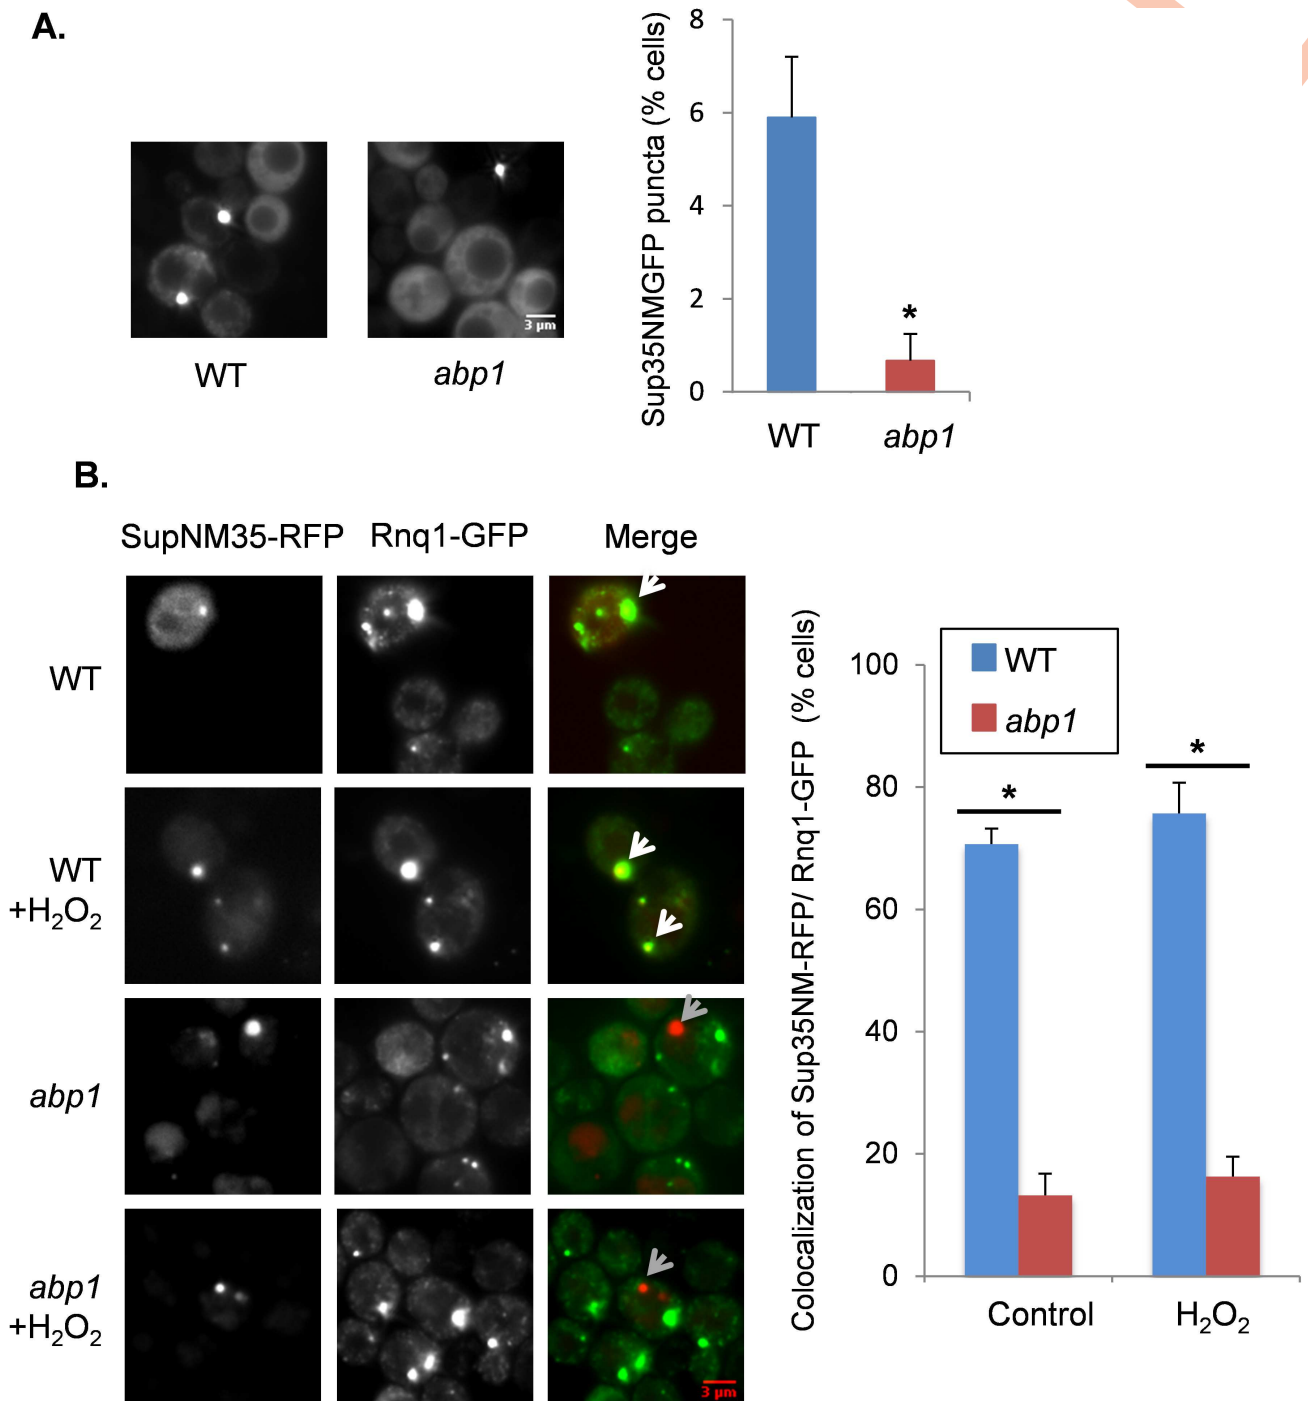 A.
Sup35NMGFP puncta (% cells)
8
6
4
2
0
*
WT
abp1
3 µm
WT
abp1
B.
SupNM35-RFP
Rnq1-GFP
Merge
WT
WT
+H₂O₂
abp1
abp1
+H₂O₂
3 µm
Colocalization of Sup35NM-RFP/ Rnq1-GFP (% cells)
100
80
60
40
20
0
WT
abp1
*
*
Control
H₂O₂